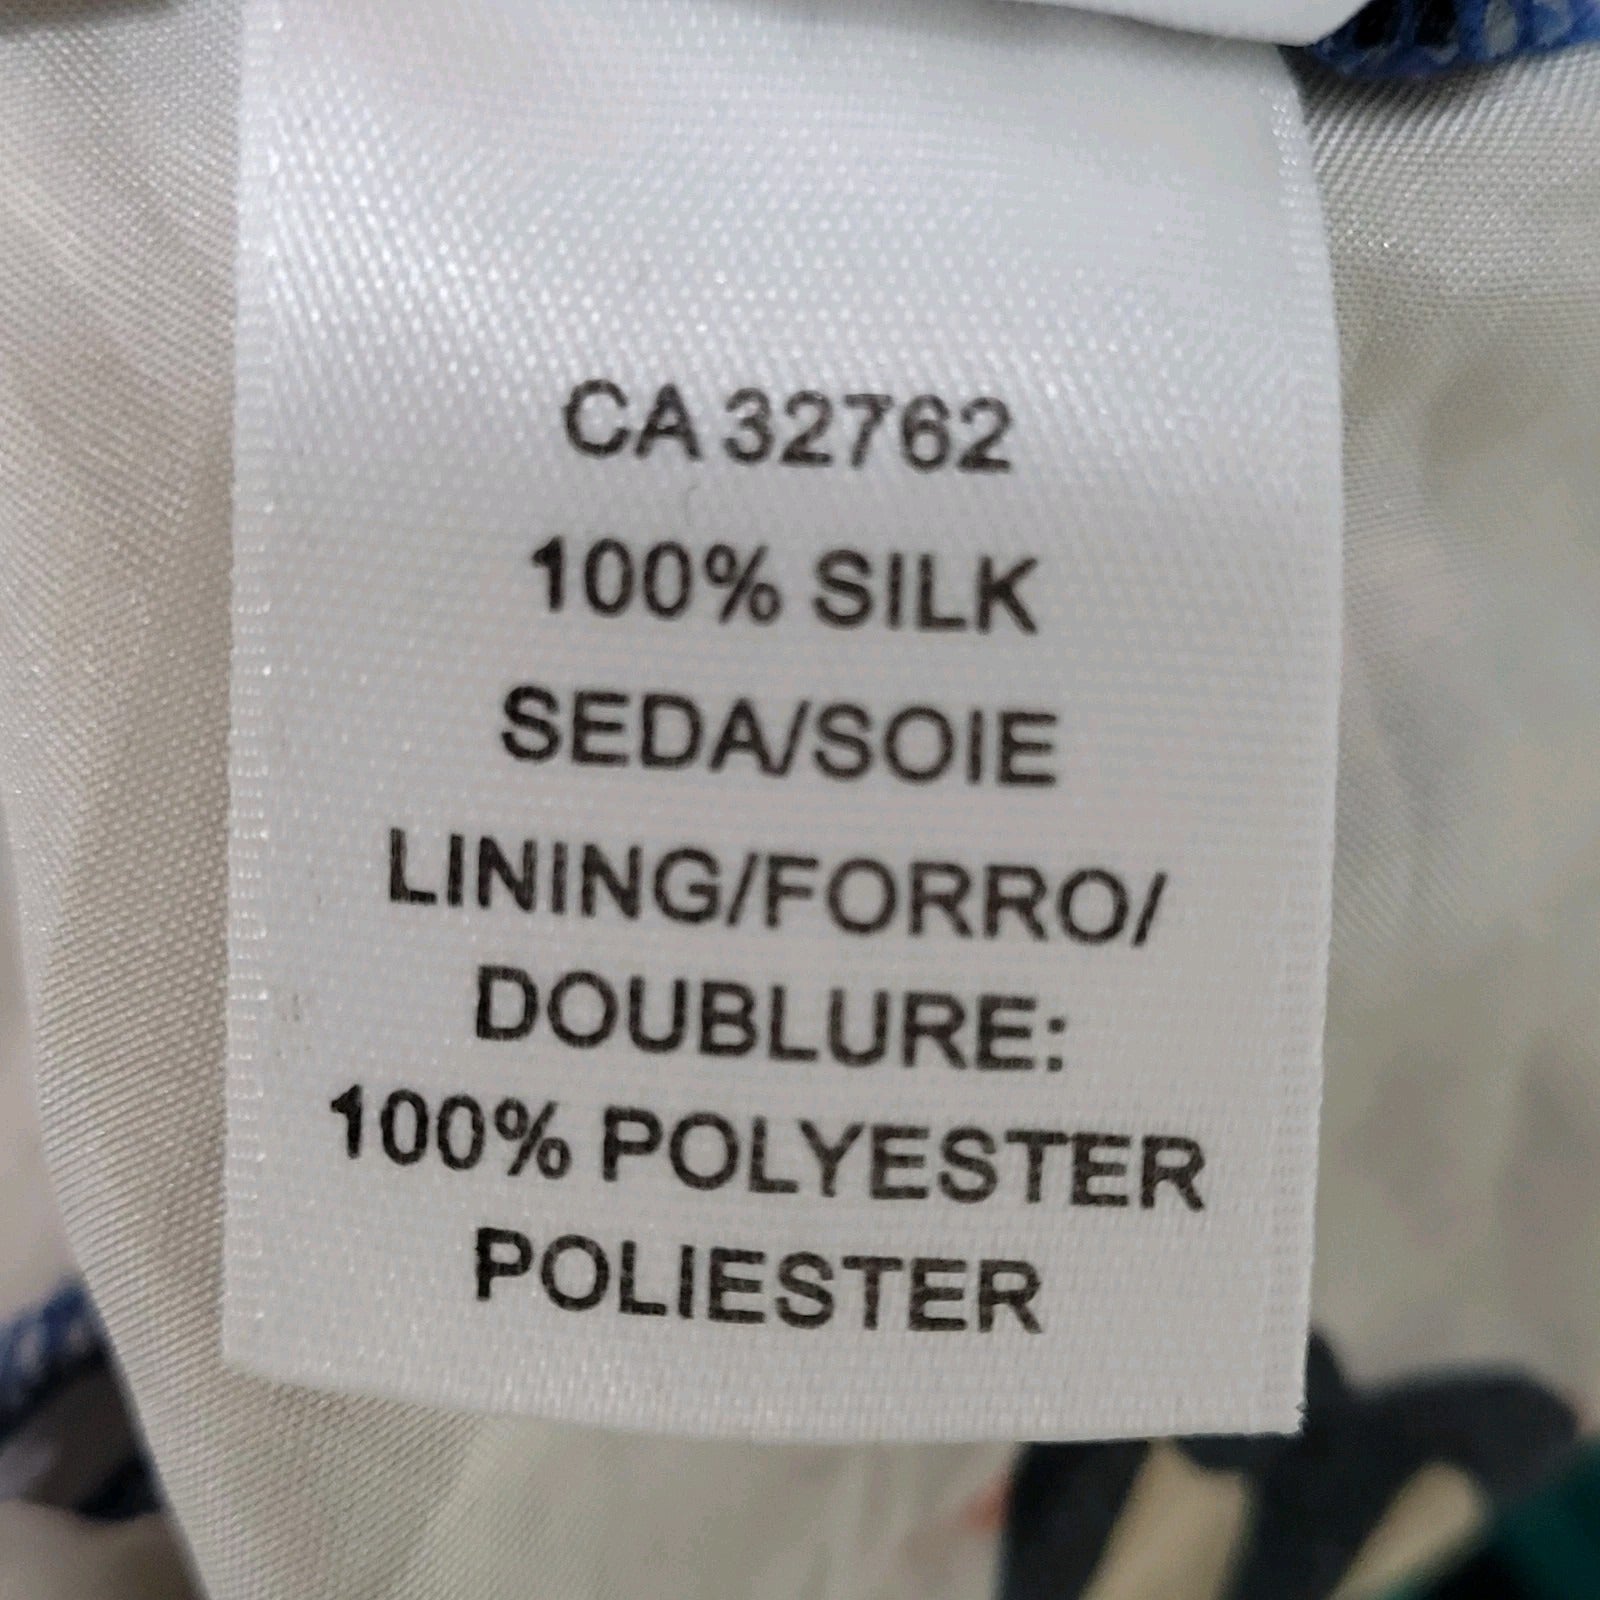 CA 32762
100% SILK
SEDA/SOIE
LINING/FORRO/
DOUBLURE:
100% POLYESTER
POLIESTER